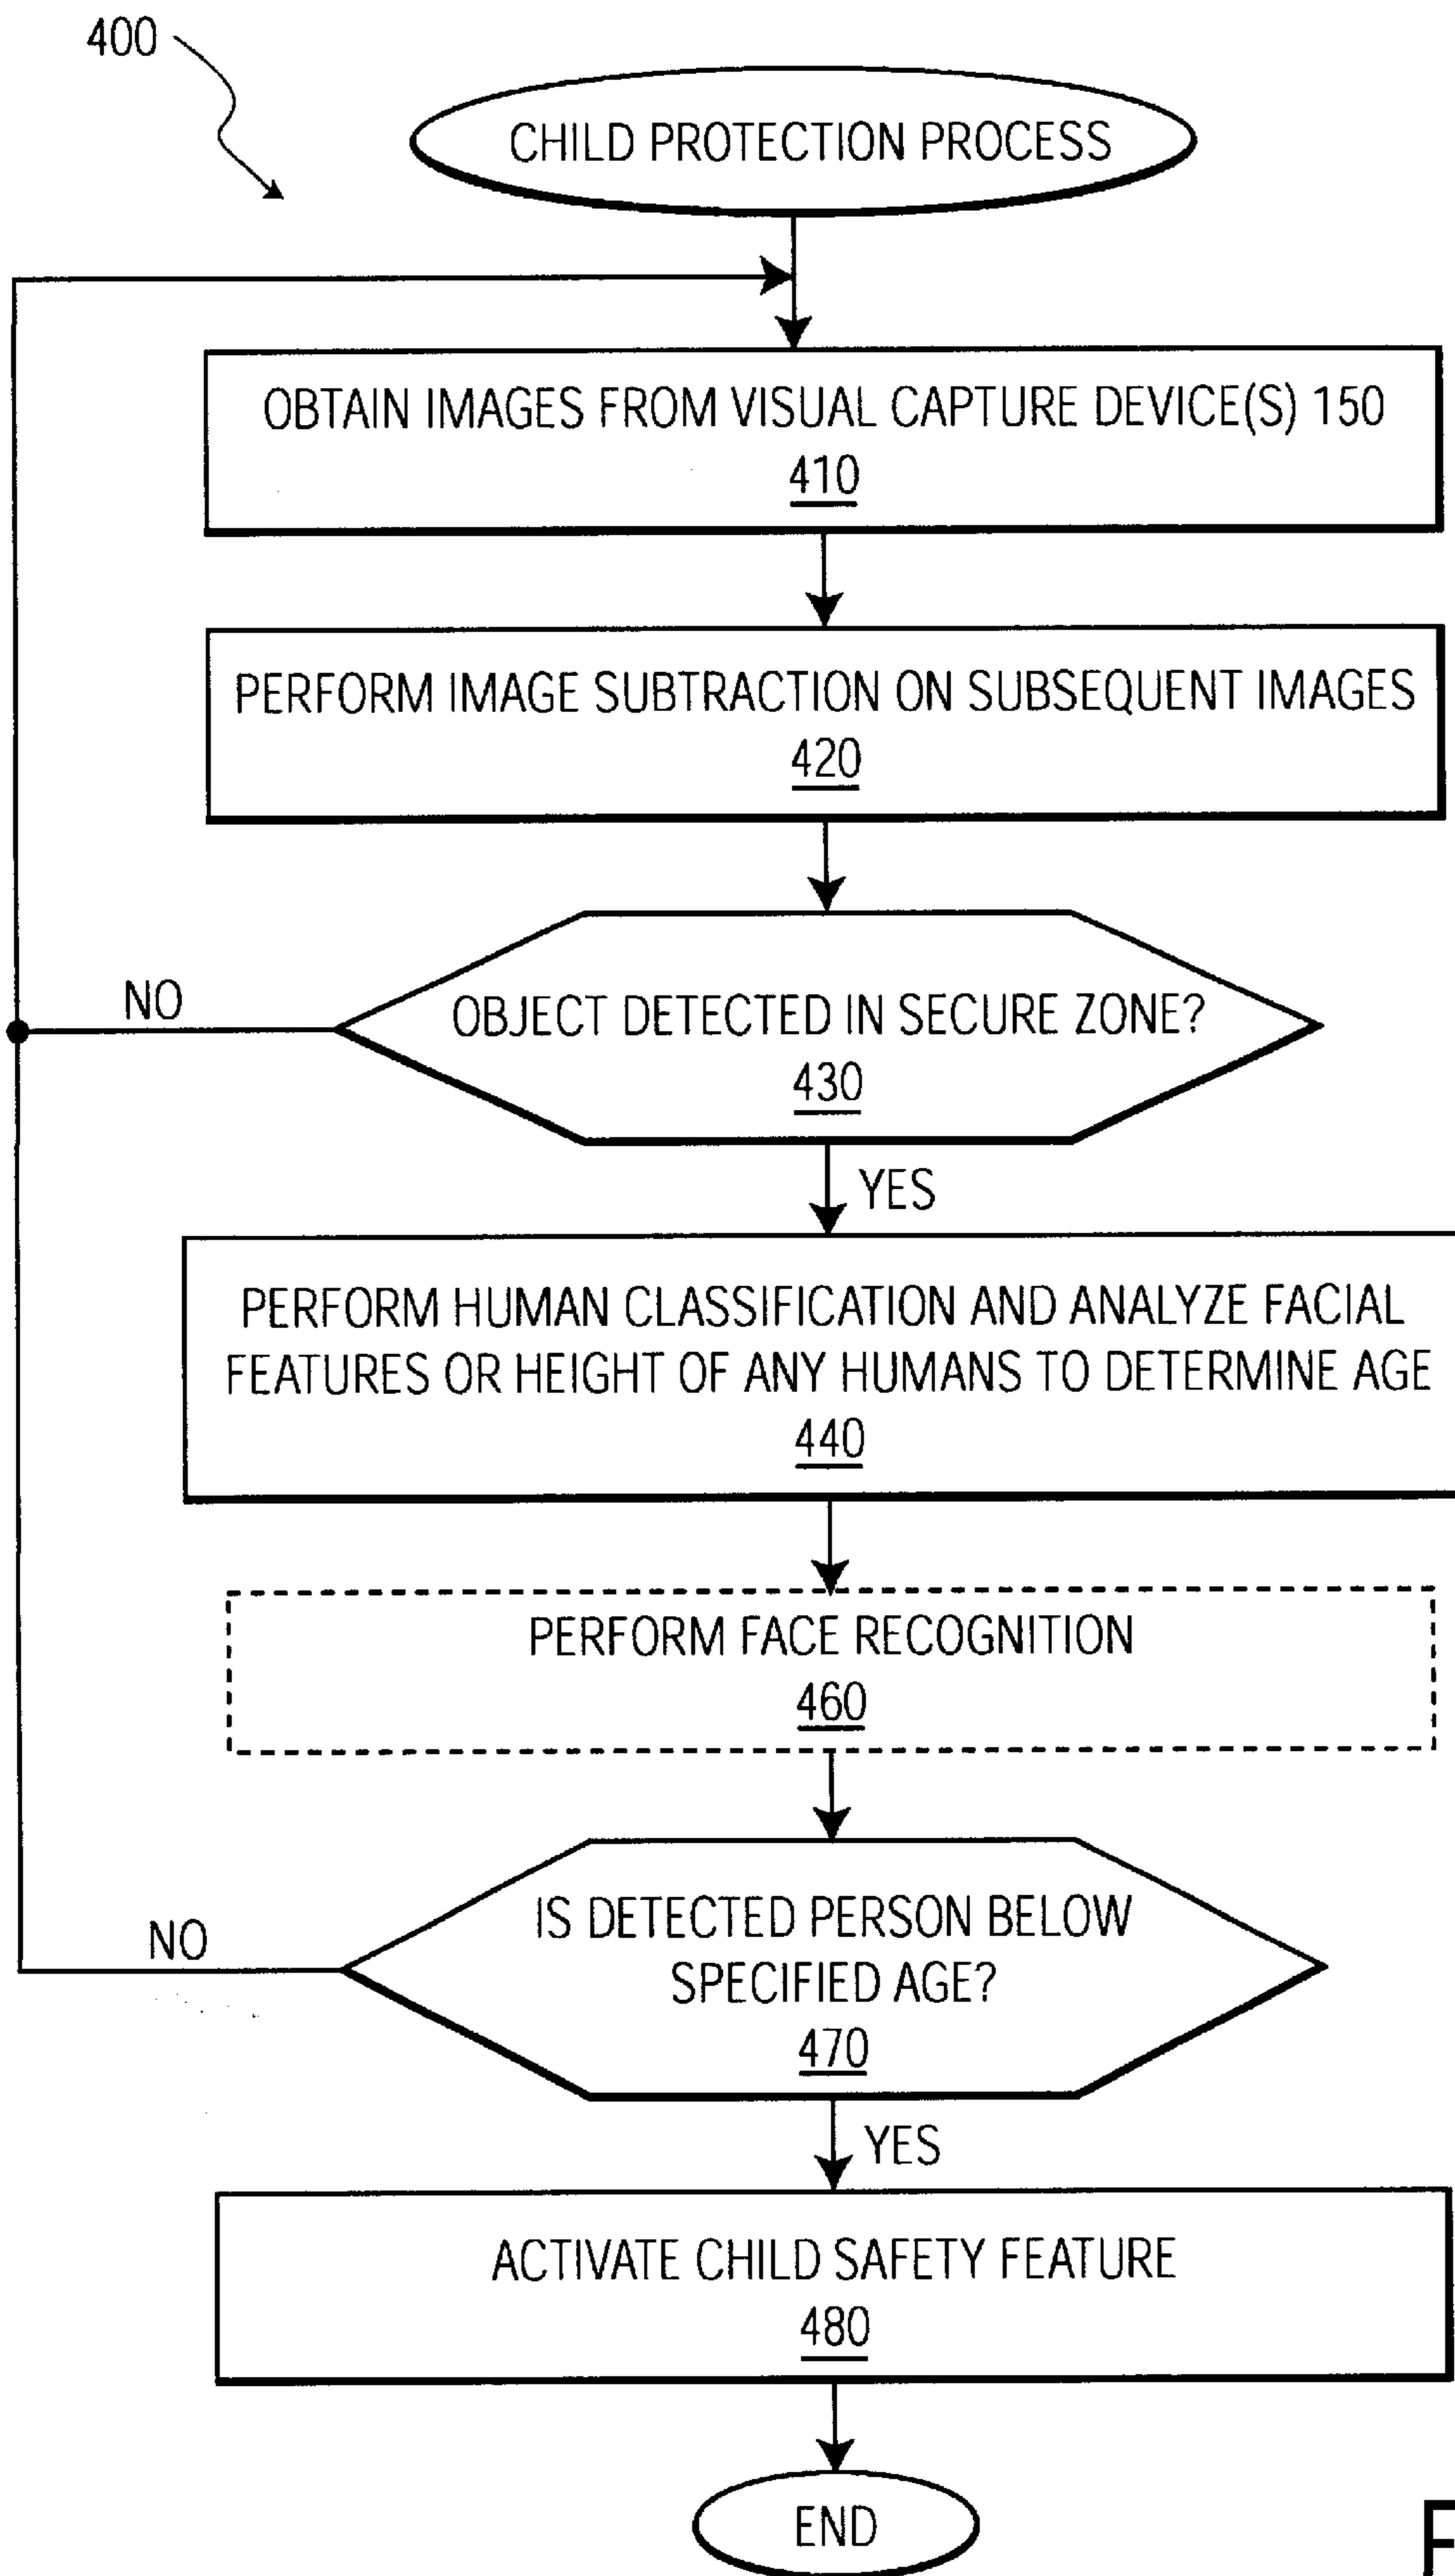 400
CHILD PROTECTION PROCESS
OBTAIN IMAGES FROM VISUAL CAPTURE DEVICE(S) 150
410
PERFORM IMAGE SUBTRACTION ON SUBSEQUENT IMAGES
420
NO
OBJECT DETECTED IN SECURE ZONE?
430
YES
PERFORM HUMAN CLASSIFICATION AND ANALYZE FACIAL
FEATURES OR HEIGHT OF ANY HUMANS TO DETERMINE AGE
440
PERFORM FACE RECOGNITION
460
NO
IS DETECTED PERSON BELOW
SPECIFIED AGE?
470
YES
ACTIVATE CHILD SAFETY FEATURE
480
END